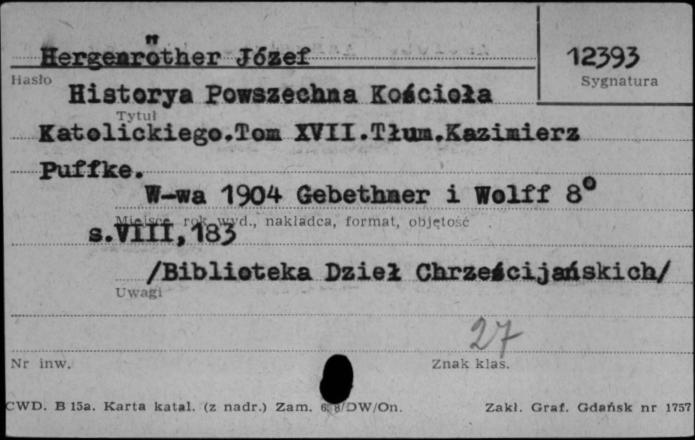 Hergenröther Józef
12393
Hasło
Sygnatura
Historya Powszechna Kościoła
Tytuł
Katolickiego.Tom XVII.Tłum.Kazimierz
Puffke.
W-wa 1904 Gebethner i Wolff 8°
Miejsce, rok wyd., nakładca, format, objętość
s.VIII,183
/Biblioteka Dzieł Chrześcijańskich/
Uwagi
27
Nr inw.
Znak klas.
CWD. B 15a. Karta katal. (z nadr.) Zam. /DW/On.
Zakł. Graf. Gdańsk nr 1757